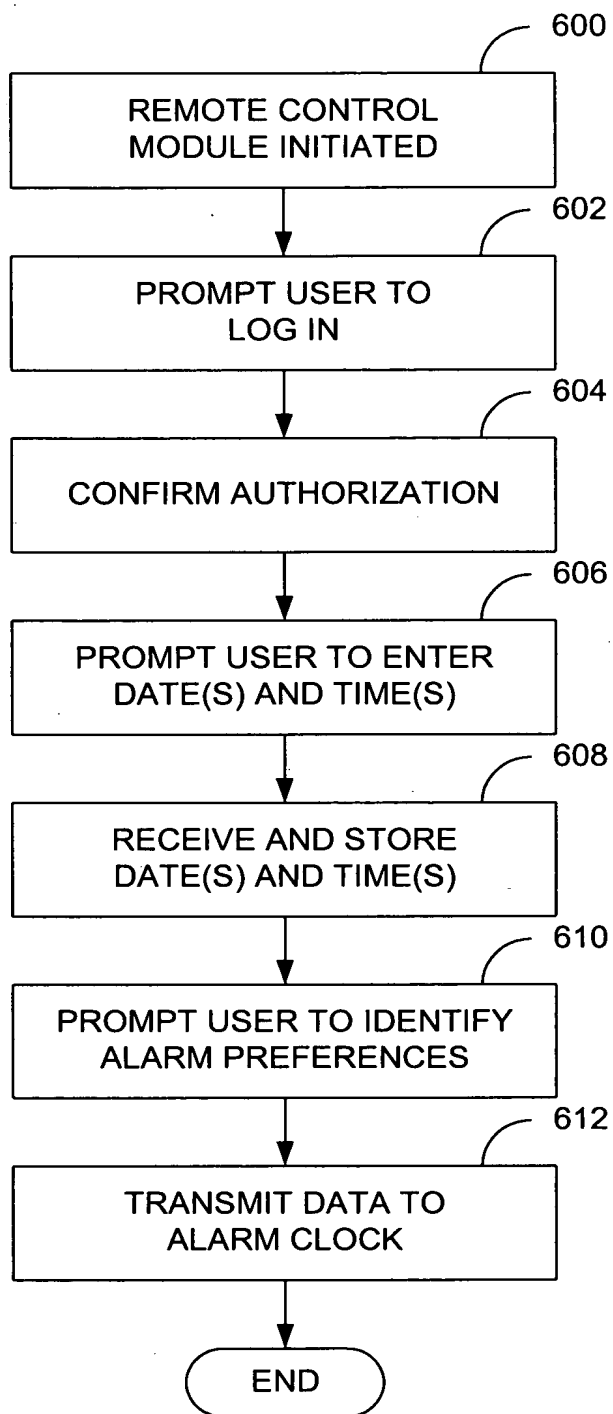 600
REMOTE CONTROL
MODULE INITIATED
602
PROMPT USER TO
LOG IN
604
CONFIRM AUTHORIZATION
606
PROMPT USER TO ENTER
DATE(S) AND TIME(S)
608
RECEIVE AND STORE
DATE(S) AND TIME(S)
610
PROMPT USER TO IDENTIFY
ALARM PREFERENCES
612
TRANSMIT DATA TO
ALARM CLOCK
END